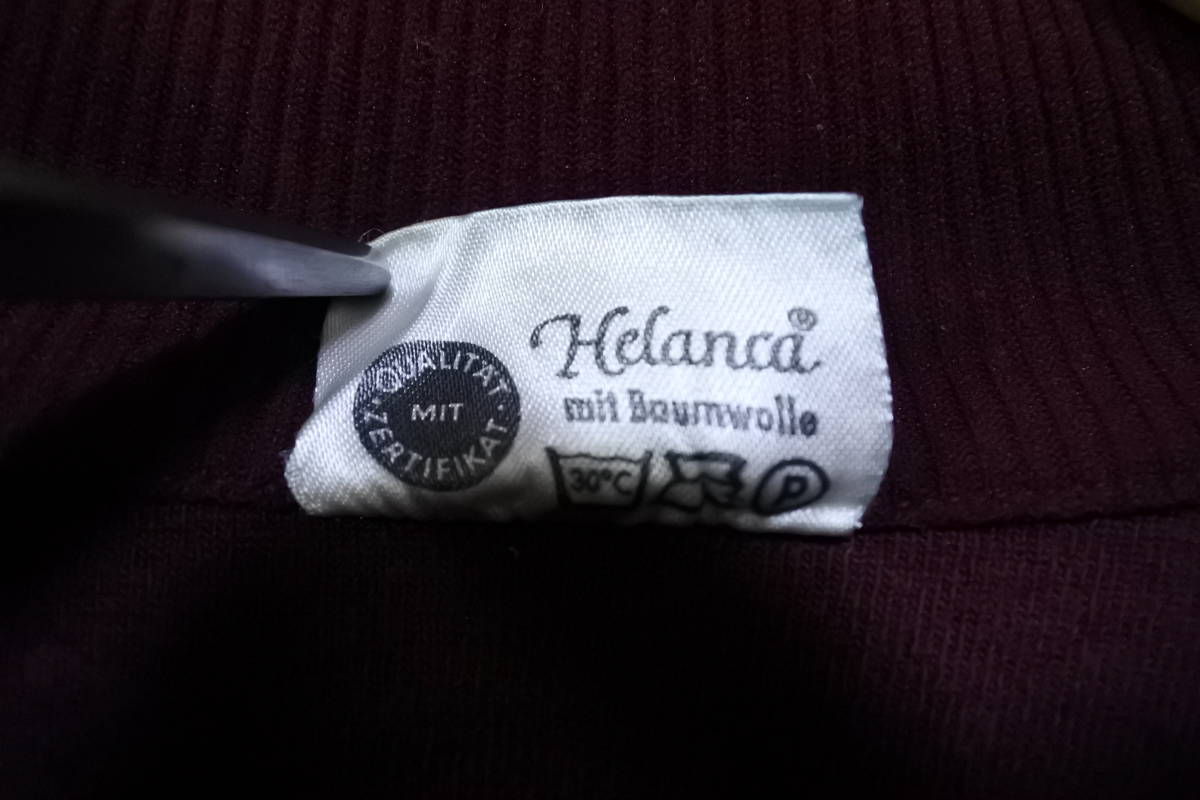 QUALITÄT
MIT
ZERTIFIKAT
Helanca®
mit Baumwolle
30°C
P